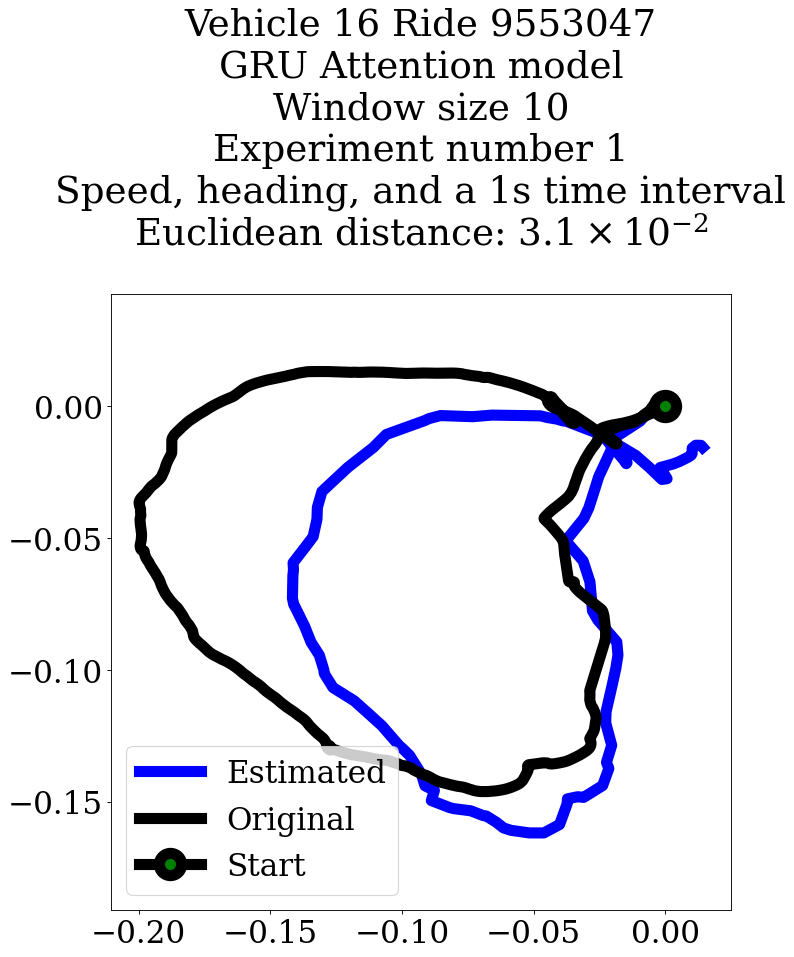 Vehicle 16 Ride 9553047
GRU Attention model
Window size 10
Experiment number 1
Speed, heading, and a 1s time interval
Euclidean distance: 3.1 × 10⁻²
0.00
−0.05
−0.10
−0.15
Estimated
Original
Start
−0.20 −0.15 −0.10 −0.05 0.00